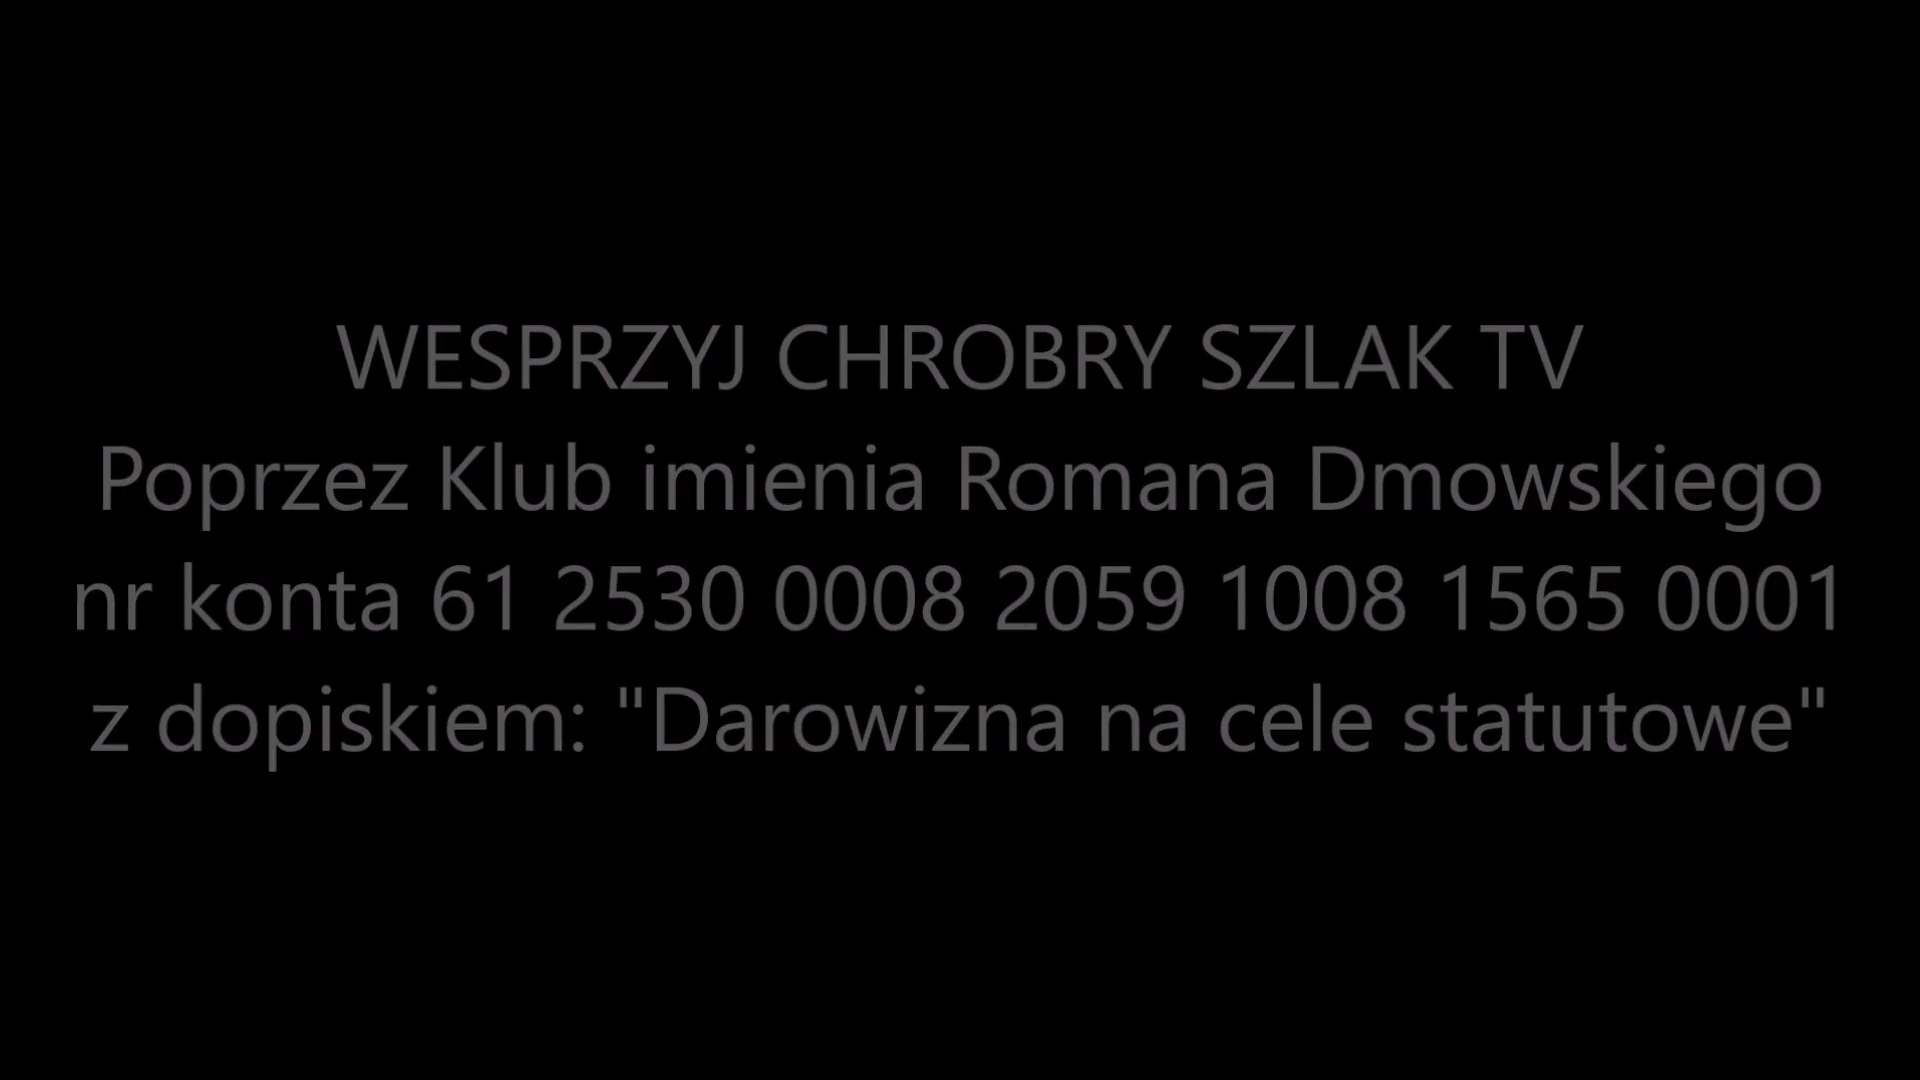 WESPRZYJ CHROBRY SZLAK TV
Poprzez Klub imienia Romana Dmowskiego
nr konta 61 2530 0008 2059 1008 1565 0001
z dopiskiem: "Darowizna na cele statutowe"